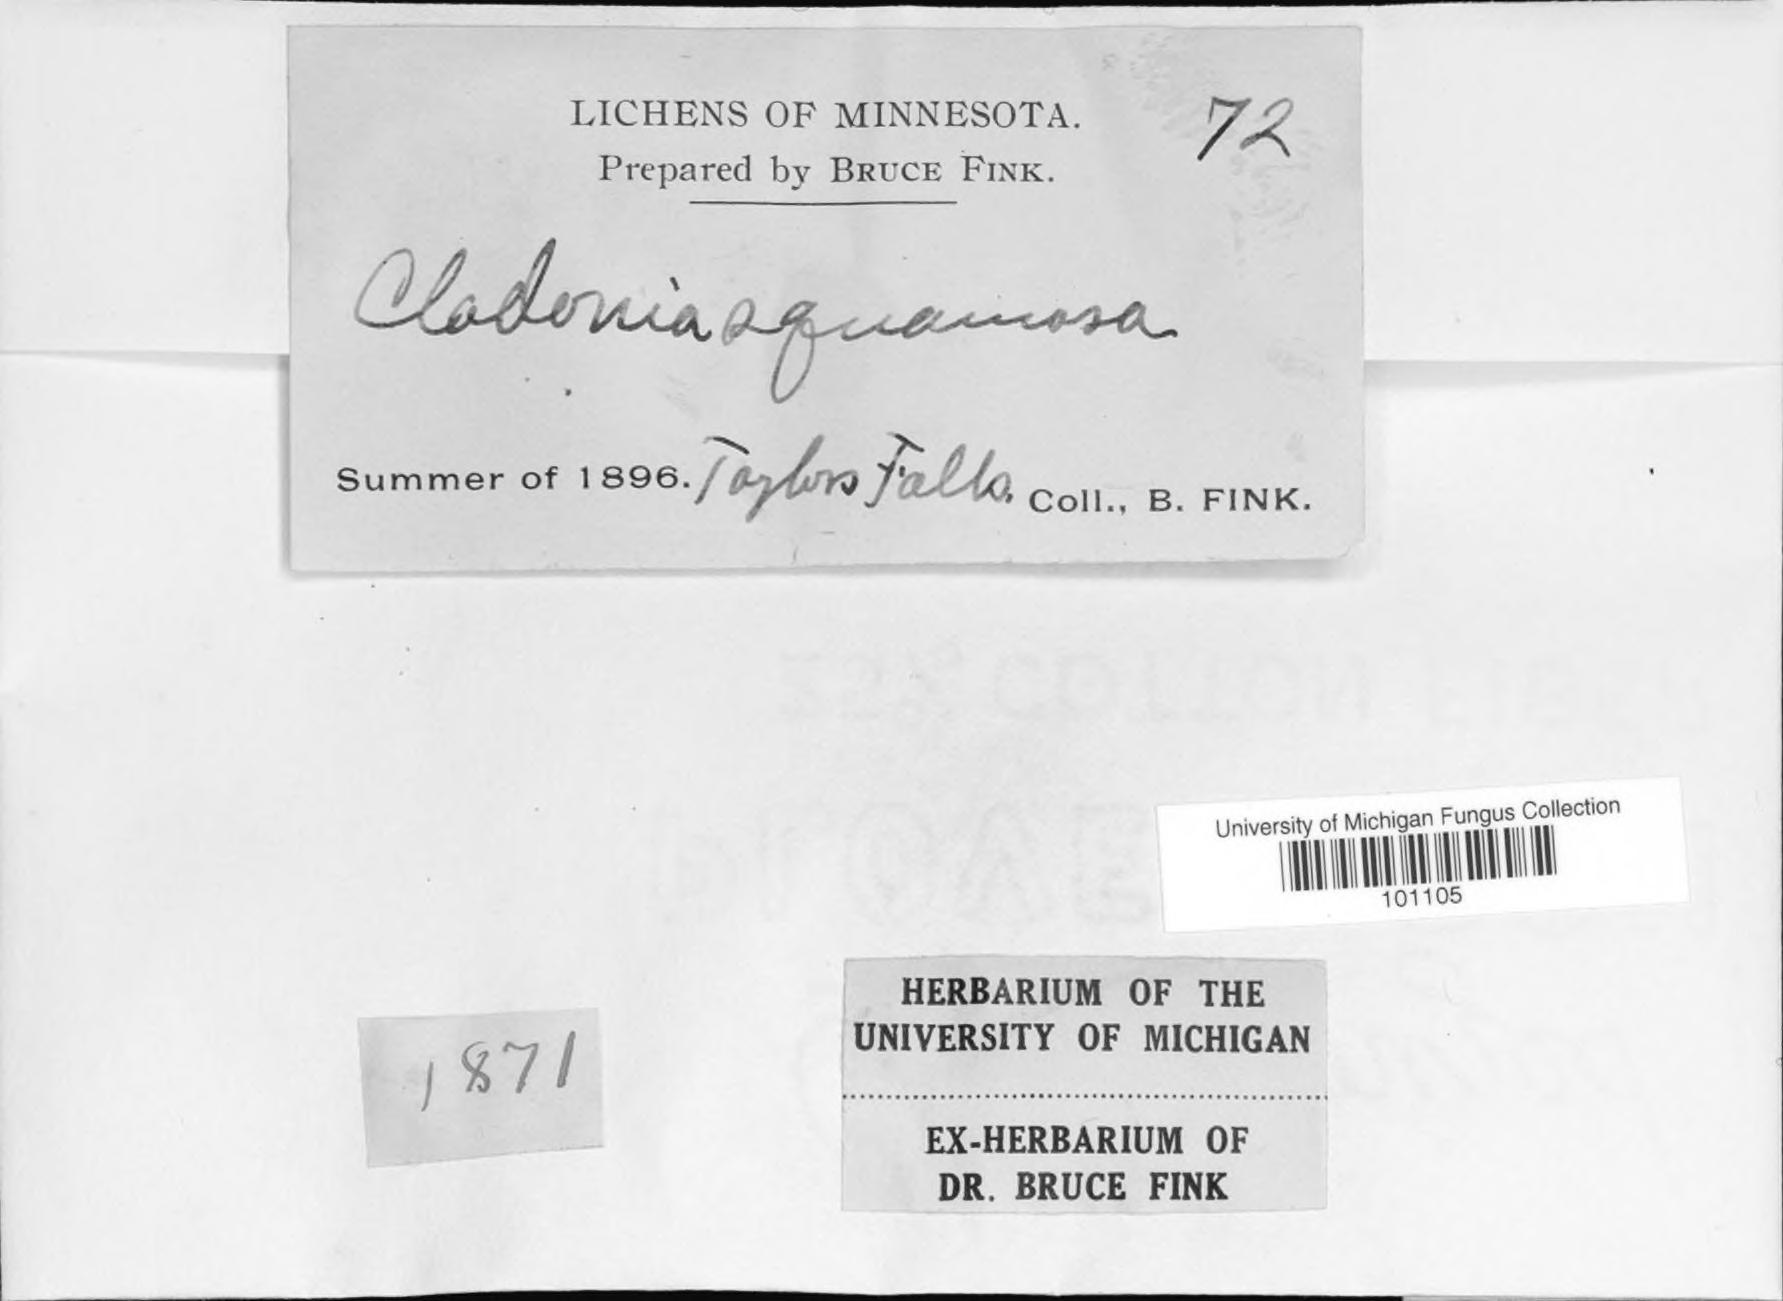 LICHENS OF MINNESOTA.
72
Prepared by BRUCE FINK.
Cladonia squamosa
Summer of 1896. Taylors Falls. Coll., B. FINK.
University of Michigan Fungus Collection
101105
HERBARIUM OF THE
UNIVERSITY OF MICHIGAN
EX-HERBARIUM OF
DR. BRUCE FINK
1871